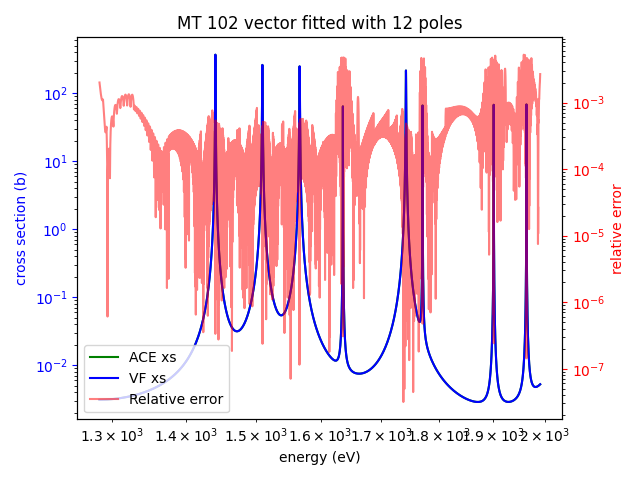 MT 102 vector fitted with 12 poles
10²
10¹
10⁰
10⁻¹
10⁻²
cross section (b)
10⁻³
10⁻⁴
10⁻⁵
10⁻⁶
10⁻⁷
relative error
ACE xs
VF xs
Relative error
1.3 × 10³ 1.4 × 10³ 1.5 × 10³ 1.6 × 10³ 1.7 × 10³ 1.8 × 10³ 1.9 × 10³ 2 × 10³
energy (eV)